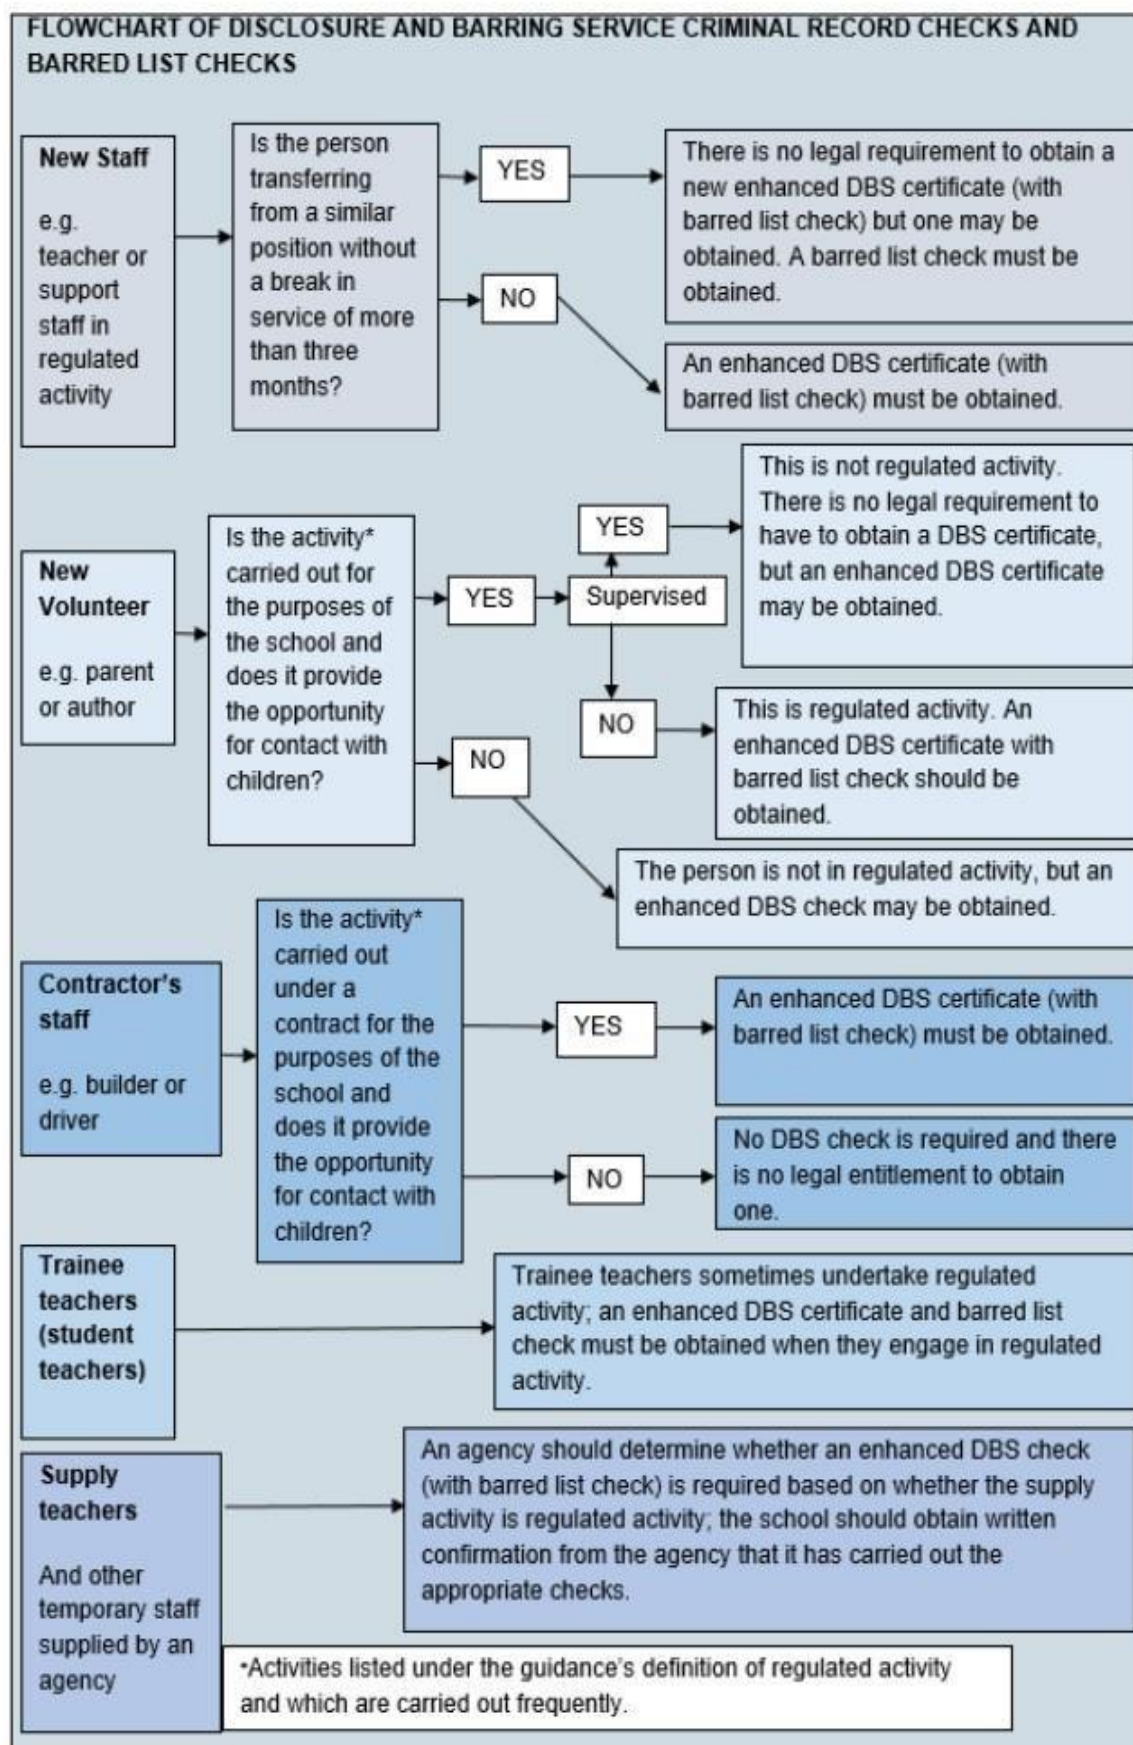 FLOWCHART OF DISCLOSURE AND BARRING SERVICE CRIMINAL RECORD CHECKS AND
BARRED LIST CHECKS
New Staff
e.g.
teacher or
support
staff in
regulated
activity
Is the person
transferring
from a similar
position without
a break in
service of more
than three
months?
YES
There is no legal requirement to obtain a
new enhanced DBS certificate (with
barred list check) but one may be
obtained. A barred list check must be
obtained.
NO
An enhanced DBS certificate (with
barred list check) must be obtained.
New
Volunteer
e.g. parent
or author
Is the activity*
carried out for
the purposes of
the school and
does it provide
the opportunity
for contact with
children?
YES
Supervised
YES
This is not regulated activity.
There is no legal requirement to
have to obtain a DBS certificate,
but an enhanced DBS certificate
may be obtained.
NO
This is regulated activity. An
enhanced DBS certificate with
barred list check should be
obtained.
NO
The person is not in regulated activity, but an
enhanced DBS check may be obtained.
Contractor's
staff
e.g. builder or
driver
Is the activity*
carried out
under a
contract for the
purposes of the
school and
does it provide
the opportunity
for contact with
children?
YES
An enhanced DBS certificate (with
barred list check) must be obtained.
NO
No DBS check is required and there
is no legal entitlement to obtain
one.
Trainee
teachers
(student
teachers)
Trainee teachers sometimes undertake regulated
activity; an enhanced DBS certificate and barred list
check must be obtained when they engage in regulated
activity.
Supply
teachers
And other
temporary staff
supplied by an
agency
An agency should determine whether an enhanced DBS check
(with barred list check) is required based on whether the supply
activity is regulated activity; the school should obtain written
confirmation from the agency that it has carried out the
appropriate checks.
*Activities listed under the guidance's definition of regulated activity
and which are carried out frequently.